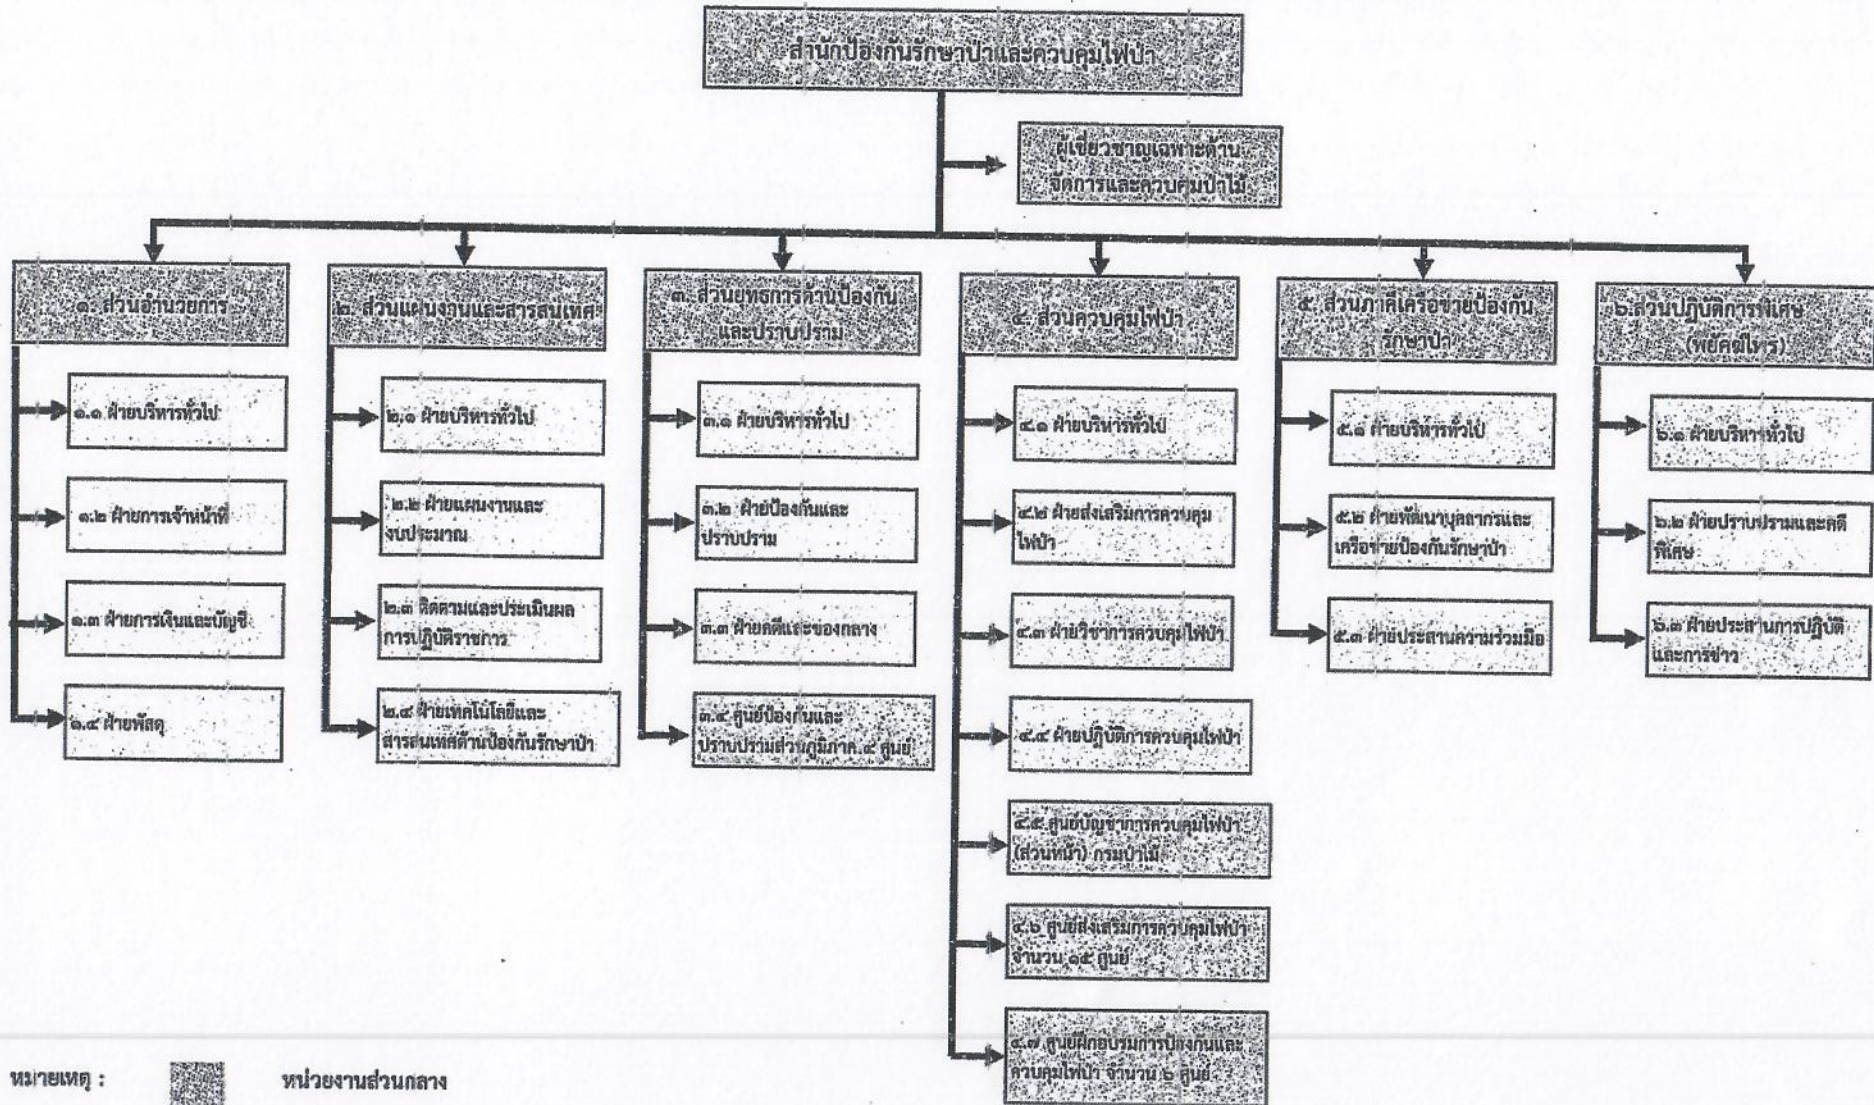 สำนักป้องกันรักษาป่าและควบคุมไฟป่า
ผู้เชี่ยวชาญเฉพาะด้าน
จัดการและควบคุมป่าไม้
๑. ส่วนอำนวยการ
๑.๑ ฝ่ายบริหารทั่วไป
๑.๒ ฝ่ายการเจ้าหน้าที่
๑.๓ ฝ่ายการเงินและบัญชี
๑.๔ ฝ่ายพัสดุ
๒. ส่วนแผนงานและสารสนเทศ
๒.๑ ฝ่ายบริหารทั่วไป
๒.๒ ฝ่ายแผนงานและ
งบประมาณ
๒.๓ ติดตามและประเมินผล
การปฏิบัติราชการ
๒.๔ ฝ่ายเทคโนโลยีและ
สารสนเทศด้านป้องกันรักษาป่า
๓. ส่วนยุทธการด้านป้องกัน
และปราบปราม
๓.๑ ฝ่ายบริหารทั่วไป
๓.๒ ฝ่ายป้องกันและ
ปราบปราม
๓.๓ ฝ่ายคดีและของกลาง
๓.๔ ศูนย์ป้องกันและ
ปราบปรามส่วนภูมิภาค ๔ ศูนย์
๔. ส่วนควบคุมไฟป่า
๔.๑ ฝ่ายบริหารทั่วไป
๔.๒ ฝ่ายส่งเสริมการควบคุม
ไฟป่า
๔.๓ ฝ่ายวิชาการควบคุมไฟป่า
๔.๔ ฝ่ายปฏิบัติการควบคุมไฟป่า
๔.๕ ศูนย์บัญชาการควบคุมไฟป่า
(ส่วนหน้า) กรมป่าไม้
๔.๖ ศูนย์ส่งเสริมการควบคุมไฟป่า
จำนวน ๑๕ ศูนย์
๔.๗ ศูนย์ฝึกอบรมการป้องกันและ
ควบคุมไฟป่า จำนวน ๖ ศูนย์
๕. ส่วนภาคีเครือข่ายป้องกัน
รักษาป่า
๕.๑ ฝ่ายบริหารทั่วไป
๕.๒ ฝ่ายพัฒนาบุคลากรและ
เครือข่ายป้องกันรักษาป่า
๕.๓ ฝ่ายประสานความร่วมมือ
๖.ส่วนปฏิบัติการพิเศษ
(พยัคฆ์ไพร)
๖.๑ ฝ่ายบริหารทั่วไป
๖.๒ ฝ่ายปราบปรามและคดี
พิเศษ
๖.๓ ฝ่ายประสานการปฏิบัติ
และการข่าว
หมายเหตุ :
หน่วยงานส่วนกลาง